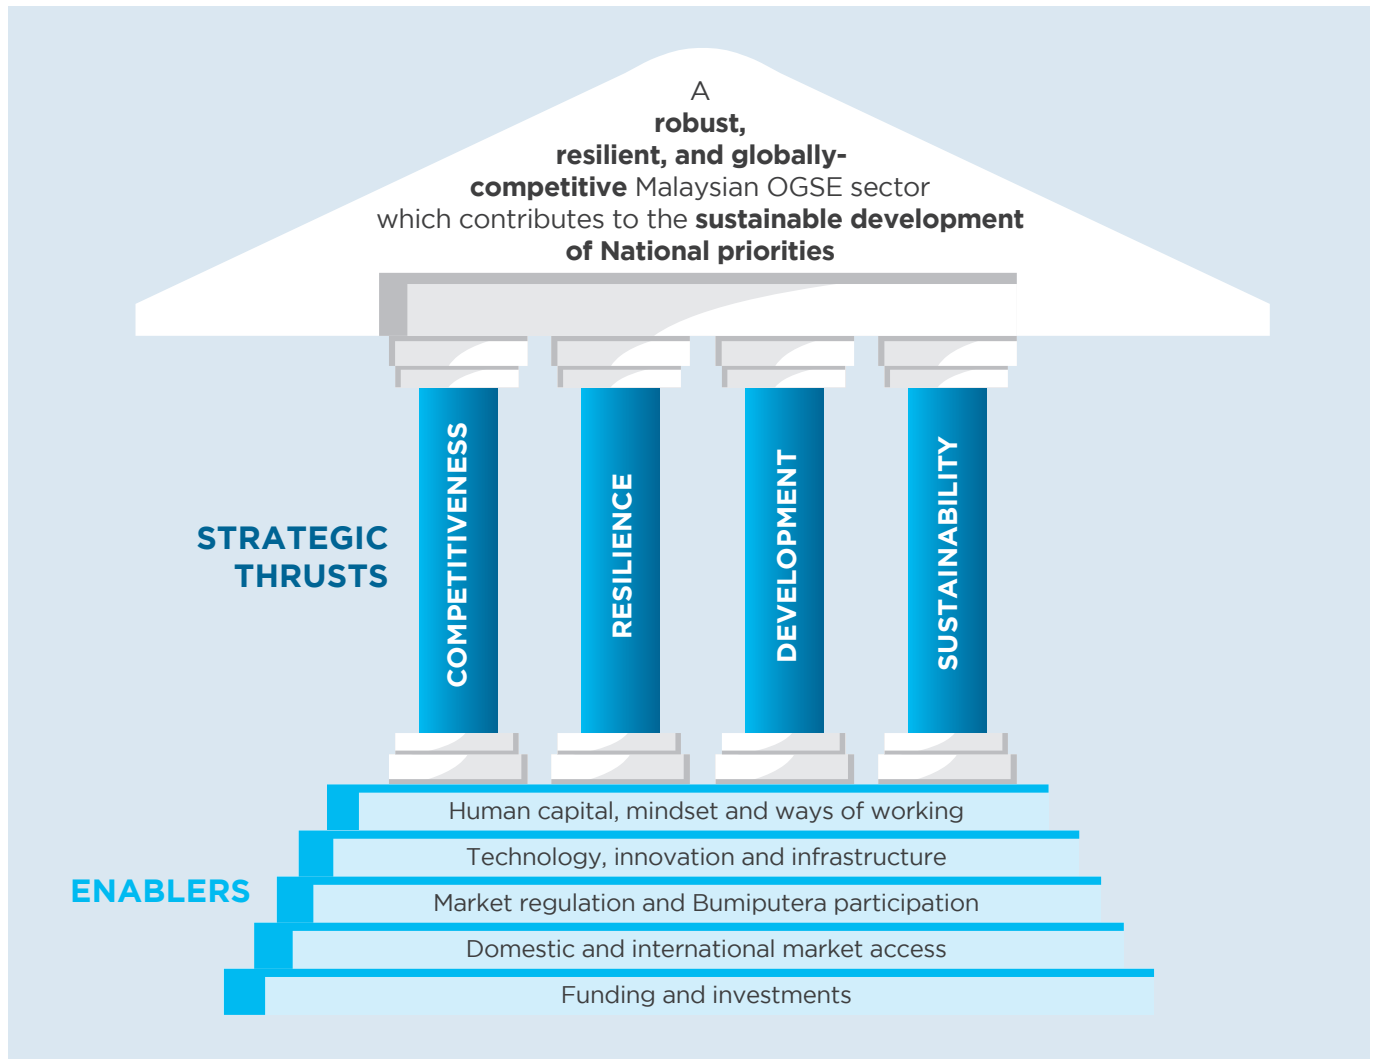 A
robust,
resilient, and globally-
competitive Malaysian OGSE sector
which contributes to the sustainable development
of National priorities
STRATEGIC
THRUSTS
COMPETITIVENESS
RESILIENCE
DEVELOPMENT
SUSTAINABILITY
ENABLERS
Human capital, mindset and ways of working
Technology, innovation and infrastructure
Market regulation and Bumiputera participation
Domestic and international market access
Funding and investments